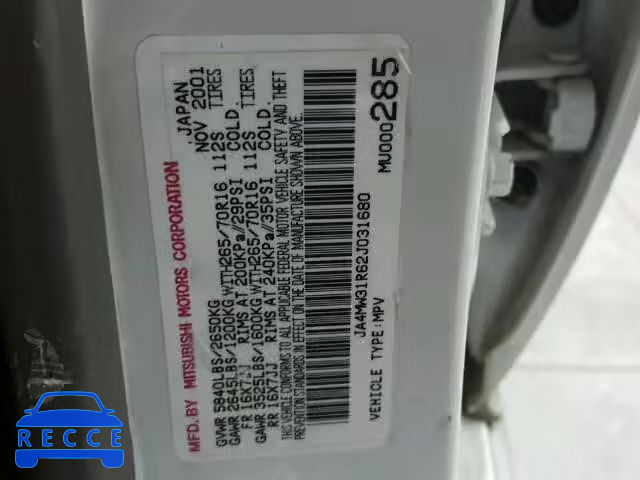 MFD. BY MITSUBISHI MOTORS CORPORATION JAPAN
GVWR 5840LBS/2650KG NOV 2001
GAWR 2645LBS/1200KG WITH265/70R16 112S TIRES
FR 16X7JJ RIMS AT 200KPa//29PSI COLD.
GAWR 3525LBS/1600KG WITH265/70R16 112S TIRES
RR 16X7JJ RIMS AT 240KPa//35PSI COLD.
THIS VEHICLE CONFORMS TO ALL APPLICABLE FEDERAL MOTOR VEHICLE SAFETY AND THEFT
PREVENTION STANDARDS IN EFFECT ON THE DATE OF MANUFACTURE SHOWN ABOVE.
JA4MW31R62J031680
VEHICLE TYPE:MPV
MU000285
RECCE